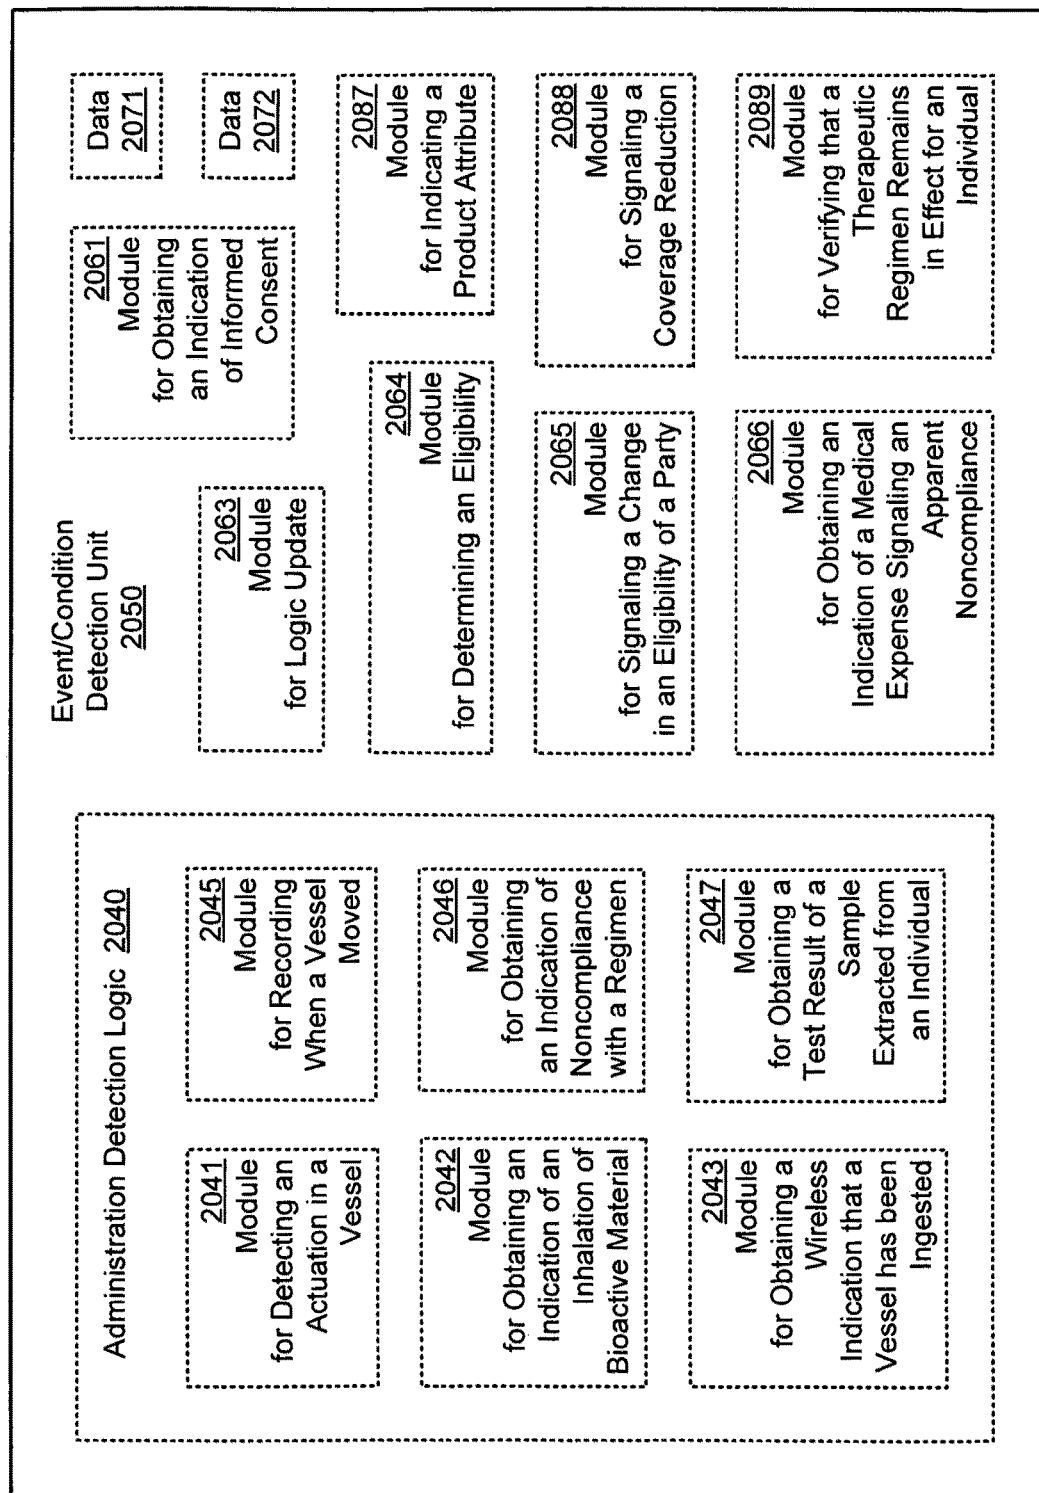 Event/Condition
Detection Unit
2050
Administration Detection Logic 2040
2041
Module
for Detecting an
Actuation in a
Vessel
2045
Module
for Recording
When a Vessel
Moved
2042
Module
for Obtaining an
Indication of an
Inhalation of
Bioactive Material
2046
Module
for Obtaining
an Indication of
Noncompliance
with a Regimen
2043
Module
for Obtaining a
Wireless
Indication that a
Vessel has been
Ingested
2047
Module
for Obtaining a
Test Result of a
Sample
Extracted from
an Individual
2061
Module
for Obtaining
an Indication
of Informed
Consent
Data
2071
Data
2072
2063
Module
for Logic Update
2064
Module
for Determining an Eligibility
2087
Module
for Indicating a
Product Attribute
2065
Module
for Signaling a Change
in an Eligibility of a Party
2088
Module
for Signaling a
Coverage Reduction
2066
Module
for Obtaining an
Indication of a Medical
Expense Signaling an
Apparent
Noncompliance
2089
Module
for Verifying that a
Therapeutic
Regimen Remains
in Effect for an
Individual